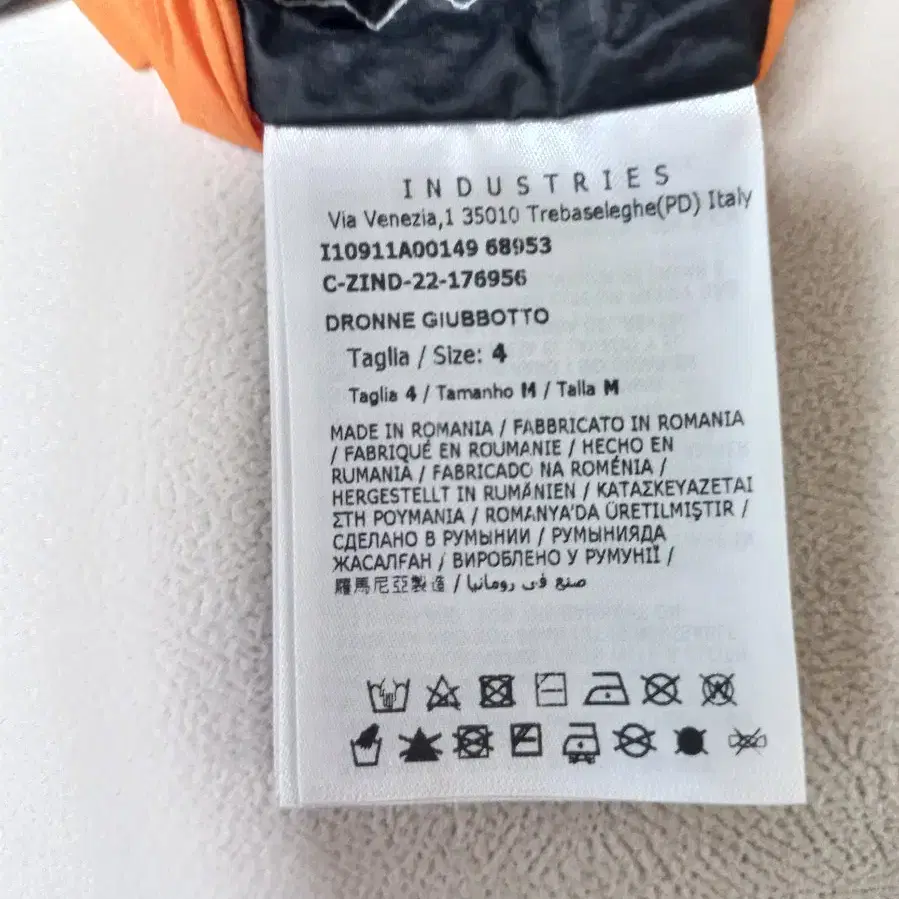 INDUSTRIES
Via Venezia,1 35010 Trebaseleghe(PD) Italy
I10911A00149 68953
C-ZIND-22-176956
DRONNE GIUBBOTTO
Taglia / Size: 4
Taglia 4 / Tamanho M / Talla M
MADE IN ROMANIA / FABBRICATO IN ROMANIA
/ FABRIQUÉ EN ROUMANIE / HECHO EN
RUMANIA / FABRICADO NA ROMÉNIA /
HERGESTELLT IN RUMÄNIEN / ΚΑΤΑΣΚΕΥΑΖΕΤΑΙ
ΣΤΗ ΡΟΥΜΑΝΙΑ / ROMANYA'DA ÜRETILMIŞTIR /
СДЕЛАНО В РУМЫНИИ / РУМЫНИЯДА
ЖАСАЛҒАН / ВИРОБЛЕНО У РУМУНІЇ /
羅馬尼亞製造 / صنع في رومانيا